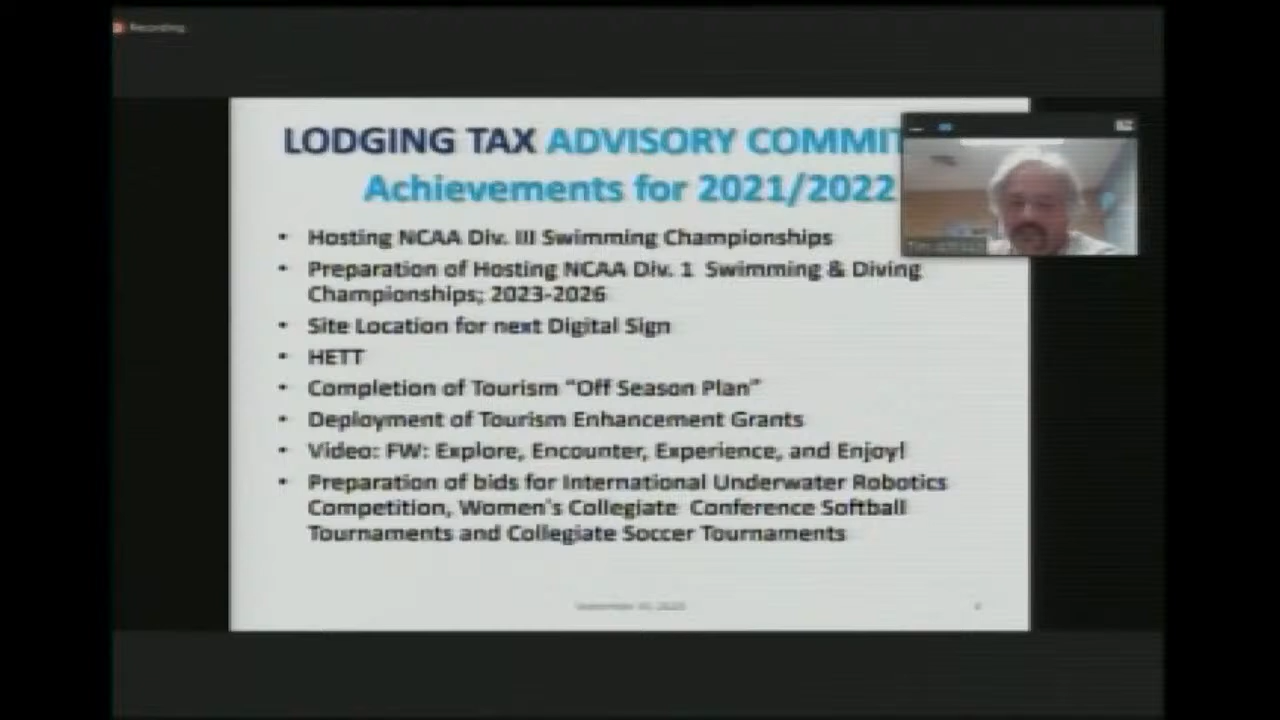 Recording
LODGING TAX ADVISORY COMMIT
Achievements for 2021/2022
• Hosting NCAA Div. III Swimming Championships
• Preparation of Hosting NCAA Div. 1 Swimming & Diving
Championships; 2023-2026
• Site Location for next Digital Sign
• HETT
• Completion of Tourism “Off Season Plan”
• Deployment of Tourism Enhancement Grants
• Video: FW: Explore, Encounter, Experience, and Enjoy!
• Preparation of bids for International Underwater Robotics
Competition, Women's Collegiate Conference Softball
Tournaments and Collegiate Soccer Tournaments